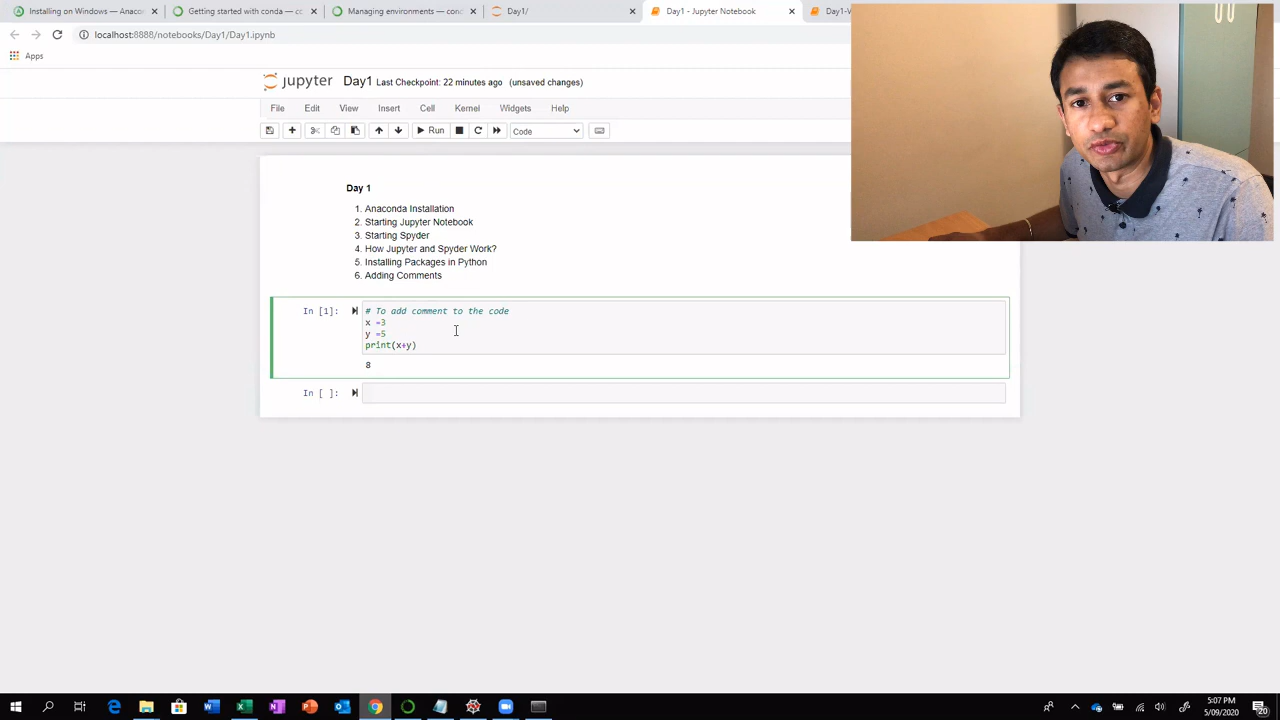 Installing on Windows — Anacon
Getting started with conda — co
Managing environments — cond
Day1/
Day1 - Jupyter Notebook
Day1-V
localhost:8888/notebooks/Day1/Day1.ipynb
Apps
jupyter Day1 Last Checkpoint: 22 minutes ago (unsaved changes)
File Edit View Insert Cell Kernel Widgets Help
Run Code
Day 1
1. Anaconda Installation
2. Starting Jupyter Notebook
3. Starting Spyder
4. How Jupyter and Spyder Work?
5. Installing Packages in Python
6. Adding Comments
In [1]: # To add comment to the code
x =3
y =5
print(x+y)
8
In [ ]:
5:07 PM
5/09/2020
20